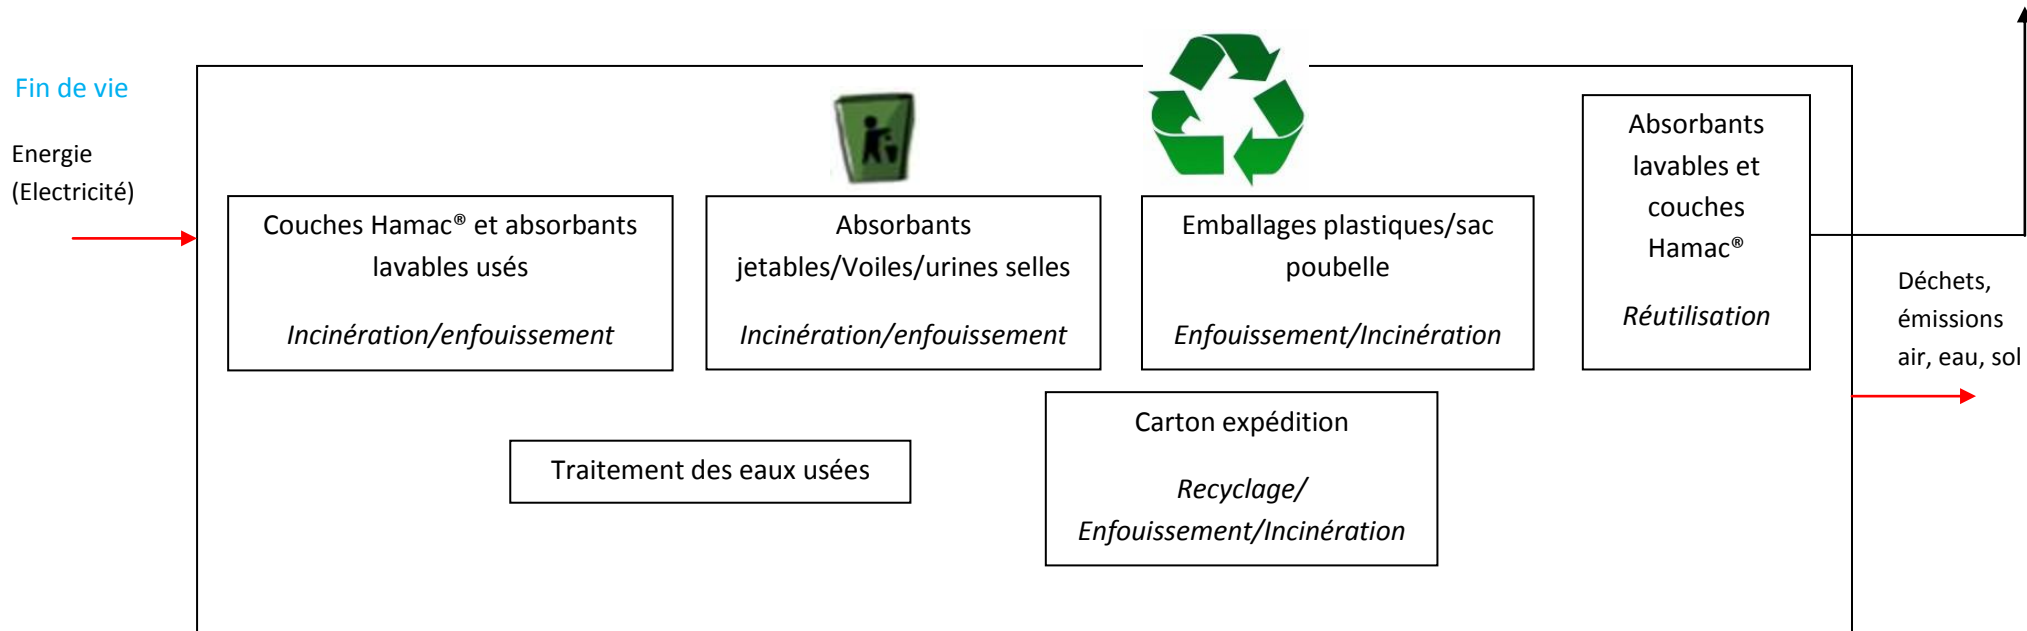 Fin de vie
Energie
(Electricité)
Couches Hamac® et absorbants
lavables usés
Incinération/enfouissement
Absorbants
jetables/Voiles/urines selles
Incinération/enfouissement
Emballages plastiques/sac
poubelle
Enfouissement/Incinération
Absorbants
lavables et
couches
Hamac®
Réutilisation
Déchets,
émissions
air, eau, sol
Traitement des eaux usées
Carton expédition
Recyclage/
Enfouissement/Incinération